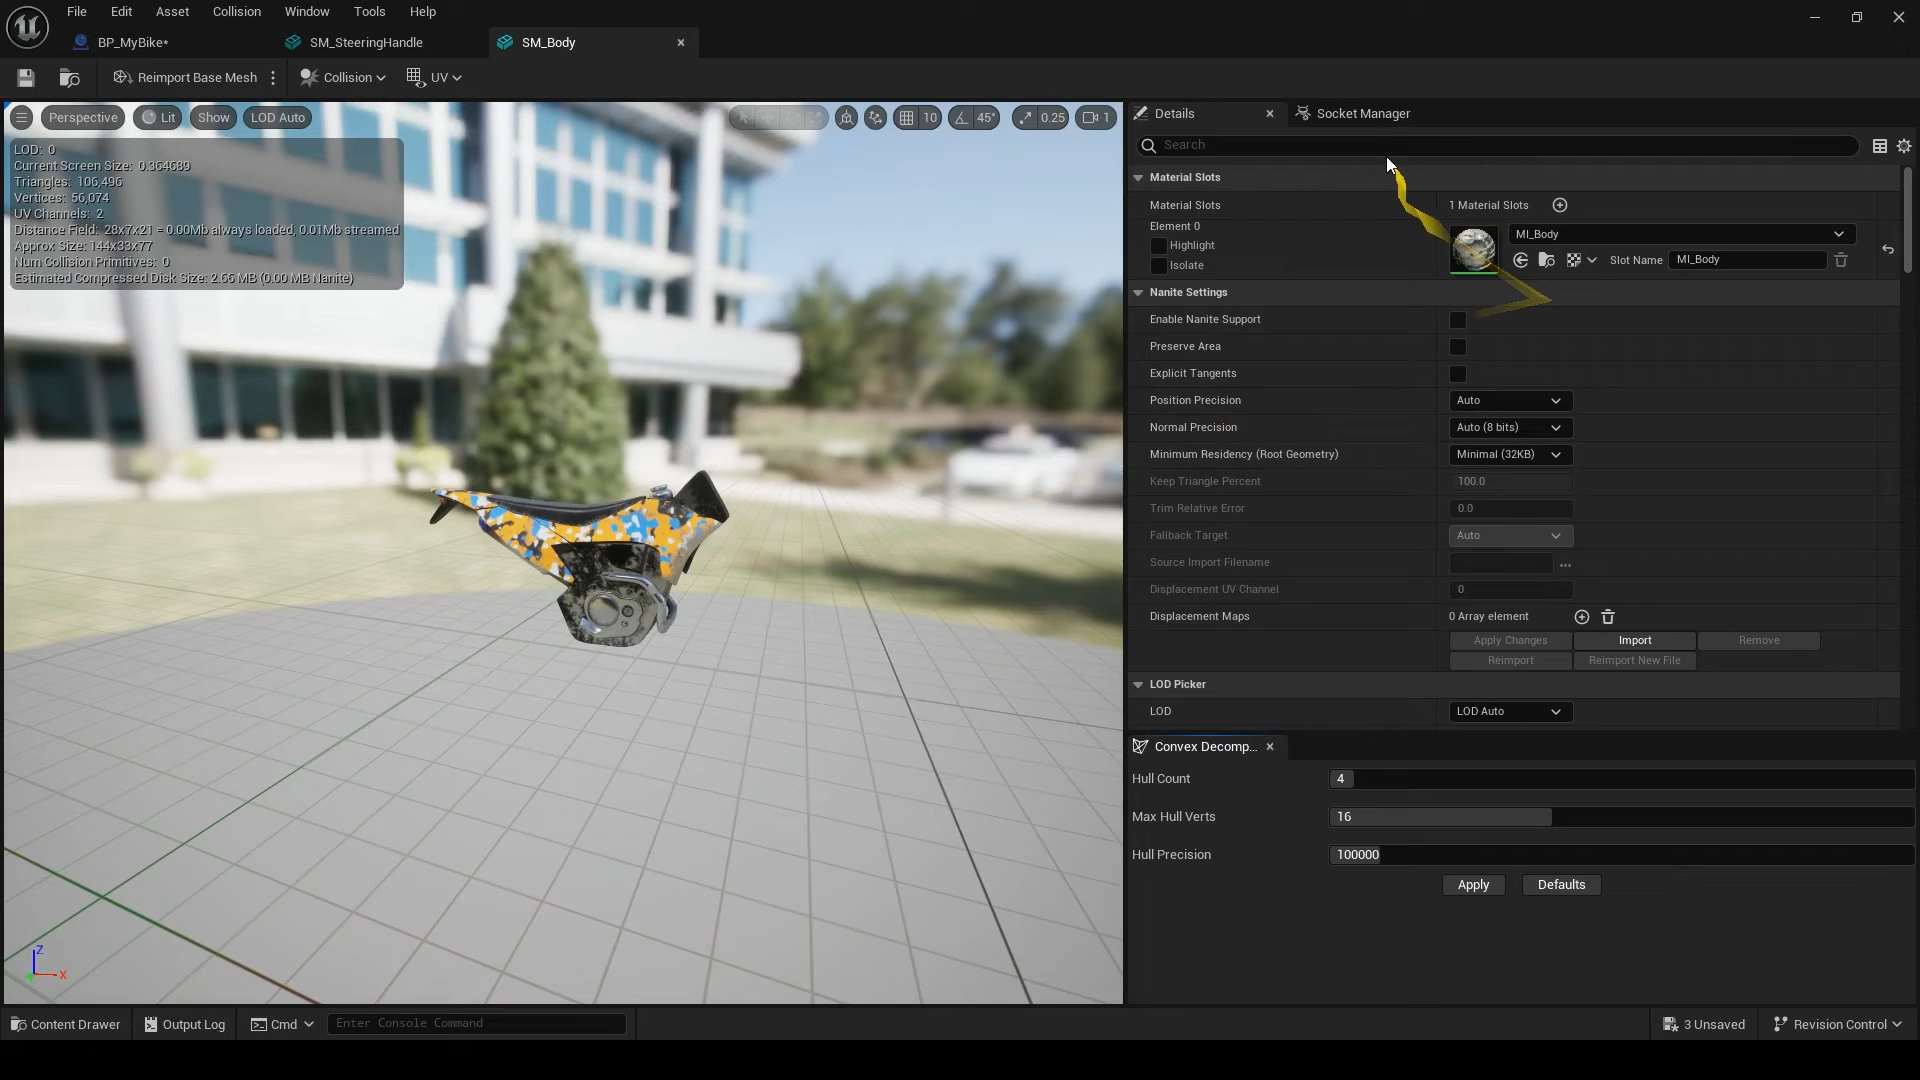 File Edit Asset Collision Window Tools Help
BP_MyBike* SM_SteeringHandle SM_Body
Reimport Base Mesh Collision UV
Perspective Lit Show LOD Auto 10 45° 0.25 1
LOD: 0
Current Screen Size: 0.364689
Triangles: 106,496
Vertices: 56,074
UV Channels: 2
Distance Field: 28x7x21 = 0.00Mb always loaded, 0.01Mb streamed
Approx Size: 144x33x77
Num Collision Primitives: 0
Estimated Compressed Disk Size: 2.66 MB (0.00 MB Nanite)
Z
X
Details Socket Manager
Search
Material Slots
Material Slots 1 Material Slots
Element 0
Highlight
Isolate
MI_Body
Slot Name MI_Body
Nanite Settings
Enable Nanite Support
Preserve Area
Explicit Tangents
Position Precision Auto
Normal Precision Auto (8 bits)
Minimum Residency (Root Geometry) Minimal (32KB)
Keep Triangle Percent 100.0
Trim Relative Error 0.0
Fallback Target Auto
Source Import Filename ...
Displacement UV Channel 0
Displacement Maps 0 Array element
Apply Changes Import Remove
Reimport Reimport New File
LOD Picker
LOD LOD Auto
Convex Decomp...
Hull Count 4
Max Hull Verts 16
Hull Precision 100000
Apply Defaults
Content Drawer Output Log Cmd Enter Console Command 3 Unsaved Revision Control